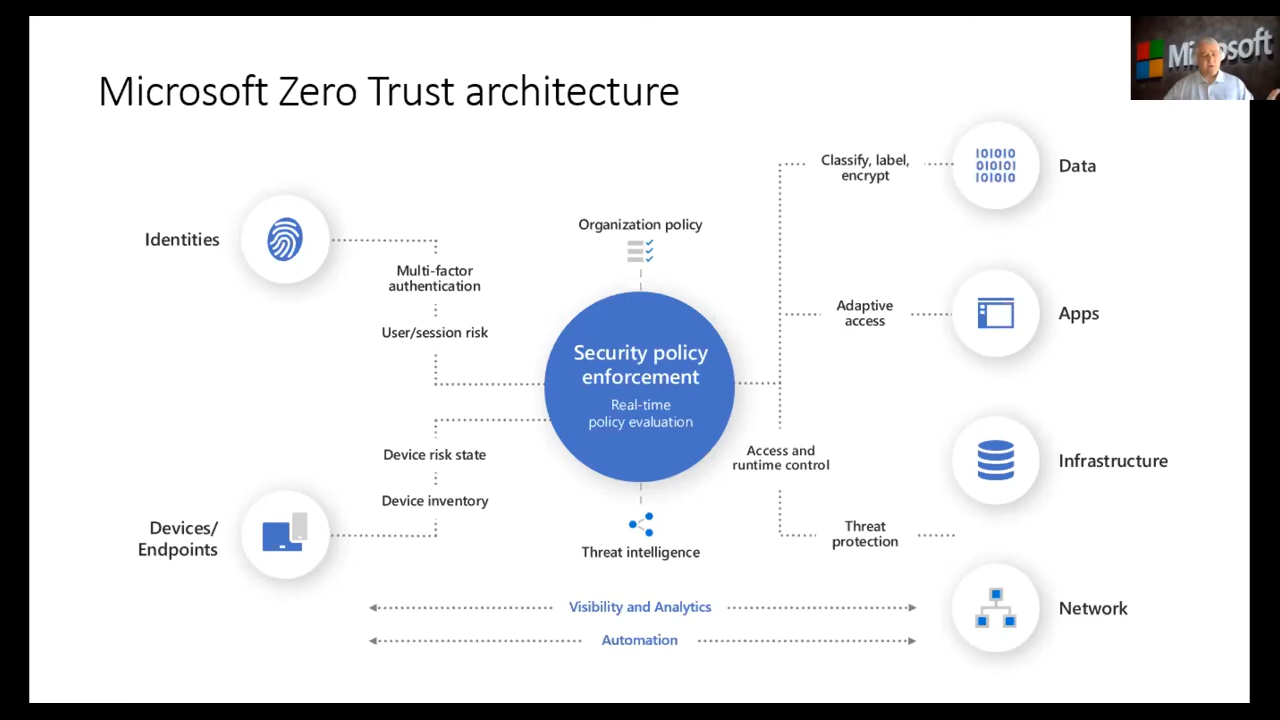 Microsoft Zero Trust architecture
Microsoft
Identities
Multi-factor
authentication
User/session risk
Device risk state
Device inventory
Devices/
Endpoints
Organization policy
Security policy
enforcement
Real-time
policy evaluation
Threat intelligence
Classify, label,
encrypt
Adaptive
access
Access and
runtime control
Threat
protection
Data
Apps
Infrastructure
Network
Visibility and Analytics
Automation